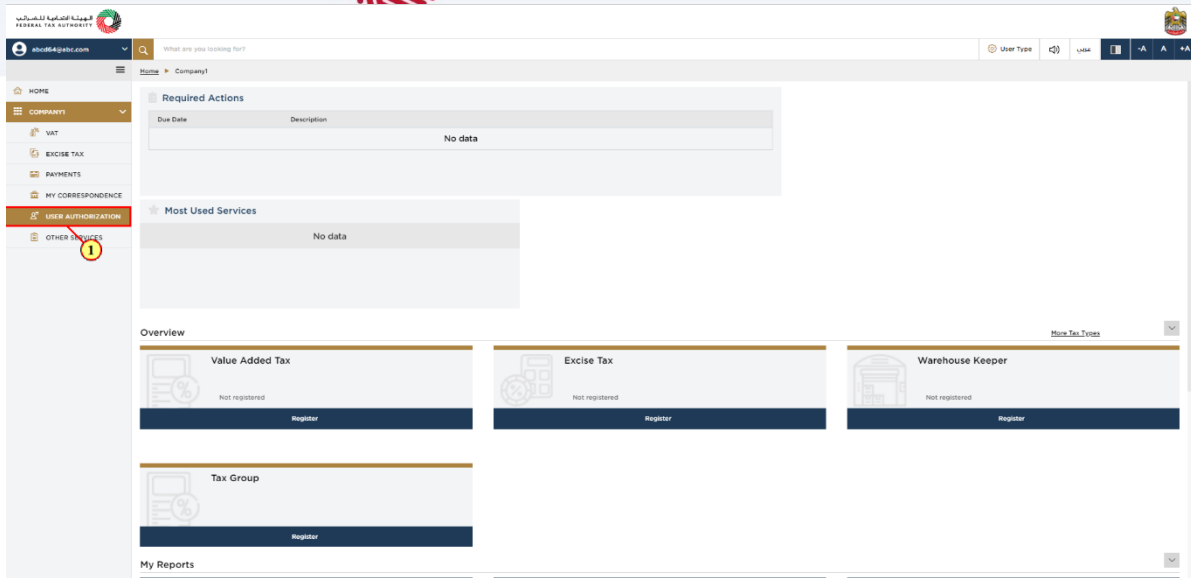 الهيئة الاتحادية للضرائب
FEDERAL TAX AUTHORITY
abcd64@abc.com
What are you looking for?
User Type
عربي
-A
A
+A
Home
Company1
HOME
COMPANY1
VAT
EXCISE TAX
PAYMENTS
MY CORRESPONDENCE
USER AUTHORIZATION
OTHER SERVICES
1
Required Actions
Due Date Description
No data
Most Used Services
No data
Overview
More Tax Types
Value Added Tax
Not registered
Register
Excise Tax
Not registered
Register
Warehouse Keeper
Not registered
Register
Tax Group
Register
My Reports